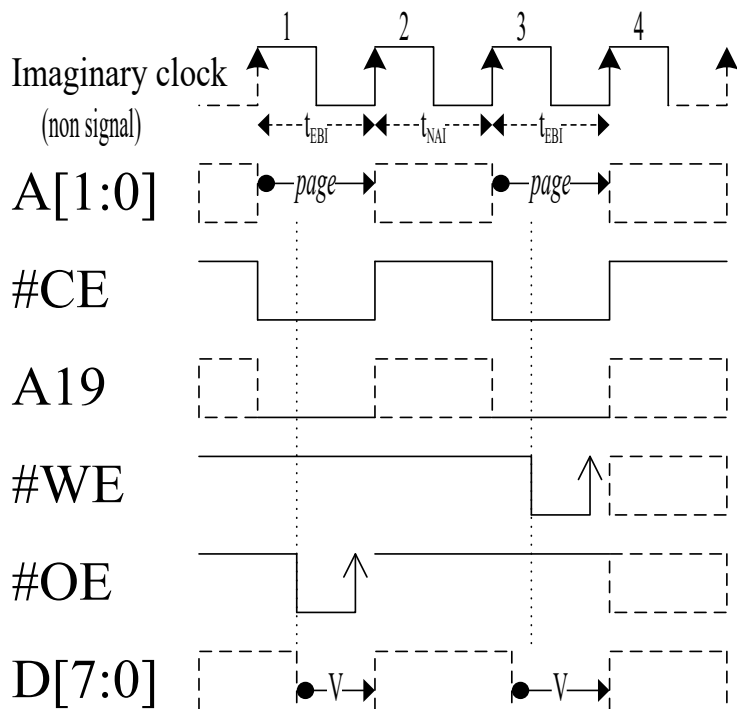 1 2 3 4
Imaginary clock
(non signal)
tEBI tNAI tEBI
A[1:0] page page
#CE
A19
#WE
#OE
D[7:0] V V